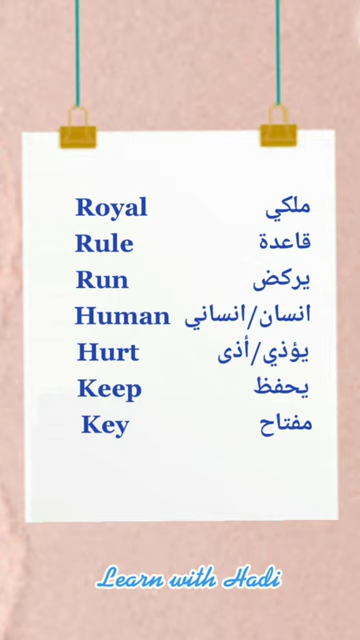 Royal ملكي
Rule قاعدة
Run يركض
Human انسان/انساني
Hurt يؤذي/أذى
Keep يحفظ
Key مفتاح
Learn with Hadi